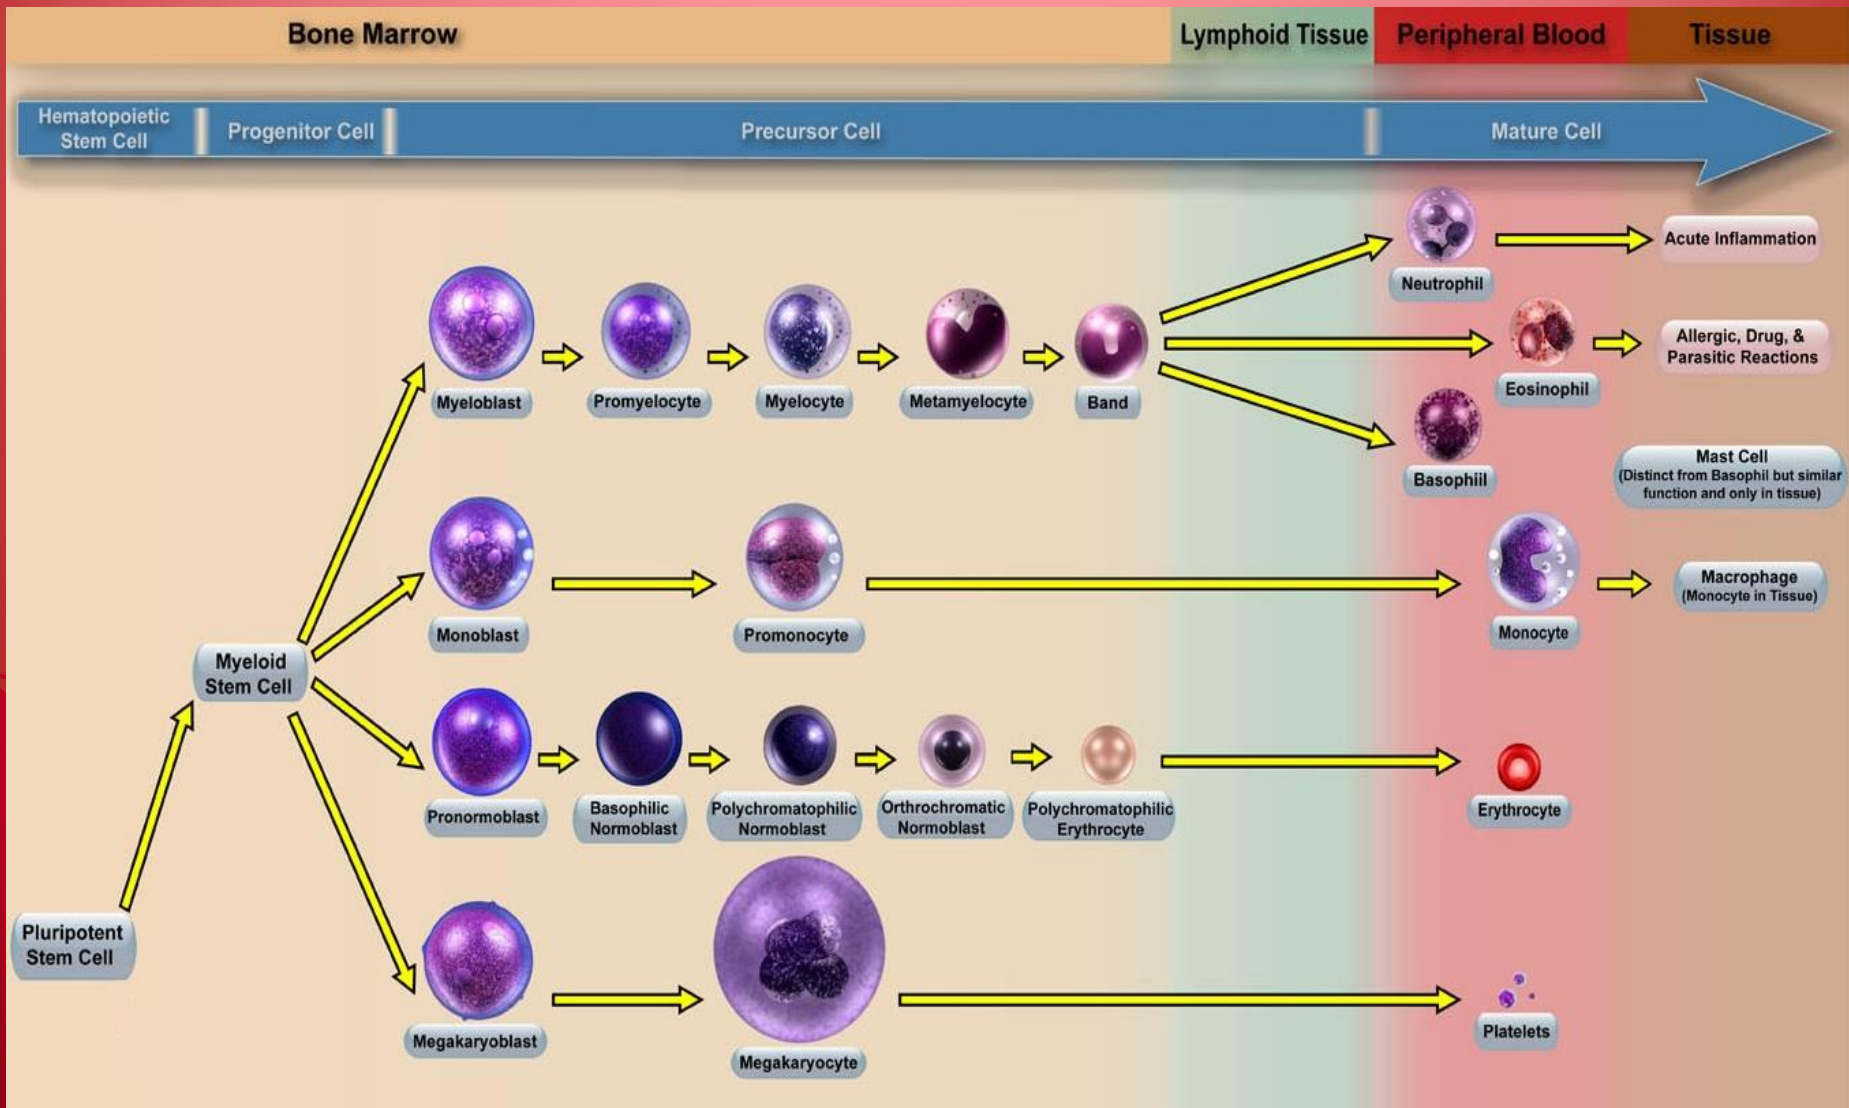 Bone Marrow
Lymphoid Tissue
Peripheral Blood
Tissue
Hematopoietic
Stem Cell
Progenitor Cell
Precursor Cell
Mature Cell
Neutrophil
Acute Inflammation
Myeloblast
Promyelocyte
Myelocyte
Metamyelocyte
Band
Eosinophil
Allergic, Drug, &
Parasitic Reactions
Basophiil
Mast Cell
(Distinct from Basophil but similar
function and only in tissue)
Monoblast
Promonocyte
Monocyte
Macrophage
(Monocyte in Tissue)
Myeloid
Stem Cell
Pronormoblast
Basophilic
Normoblast
Polychromatophilic
Normoblast
Orthrochromatic
Normoblast
Polychromatophilic
Erythrocyte
Erythrocyte
Pluripotent
Stem Cell
Megakaryoblast
Megakaryocyte
Platelets